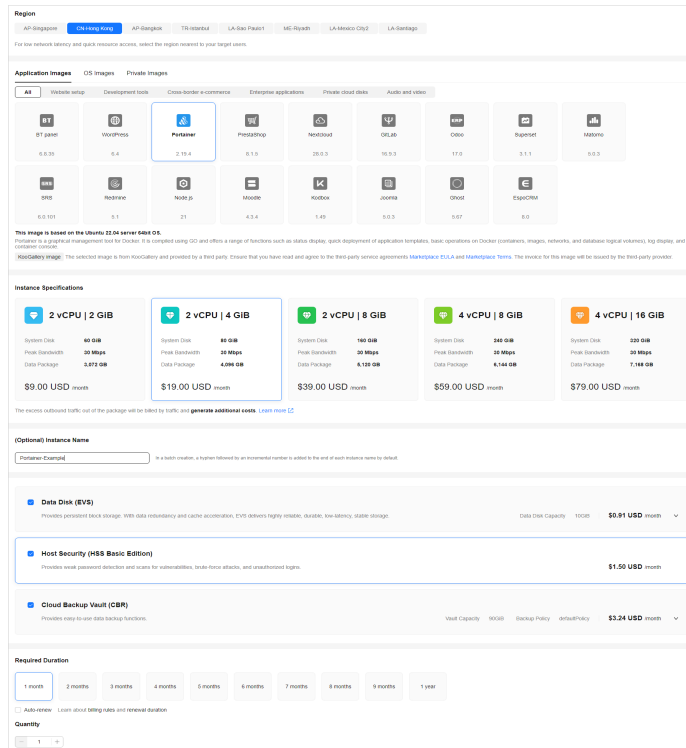 Region
AP-Singapore CN-Hong Kong AP-Bangkok TR-Istanbul LA-Sao Paulo1 ME-Riyadh LA-Mexico City2 LA-Santiago
For low network latency and quick resource access, select the region nearest to your target users.
Application Images OS Images Private Images
All Website setup Development tools Cross-border e-commerce Enterprise applications Private cloud disks Audio and video
BT ERP
BT panel WordPress Portainer PrestaShop Nextcloud GitLab Odoo Superset Matomo
6.8.35 6.4 2.19.4 8.1.5 28.0.3 16.9.3 17.0 3.1.1 5.0.3
SRS
SRS Redmine Node.js Moodle Kodbox Joomla Ghost EspoCRM
6.0.101 5.1 21 4.3.4 1.49 5.0.3 5.67 8.0
This image is based on the Ubuntu 22.04 server 64bit OS.
Portainer is a graphical management tool for Docker. It is compiled using GO and offers a range of functions such as status display, quick deployment of application templates, basic operations on Docker (containers, images, networks, and database logical volumes), log display, and
container console.
KooGallery image The selected image is from KooGallery and provided by a third party. Ensure that you have read and agree to the third-party service agreements Marketplace EULA and Marketplace Terms. The invoice for this image will be issued by the third-party provider.
Instance Specifications
2 vCPU | 2 GiB 2 vCPU | 4 GiB 2 vCPU | 8 GiB 4 vCPU | 8 GiB 4 vCPU | 16 GiB
System Disk 60 GiB System Disk 80 GiB System Disk 160 GiB System Disk 240 GiB System Disk 320 GiB
Peak Bandwidth 30 Mbps Peak Bandwidth 30 Mbps Peak Bandwidth 30 Mbps Peak Bandwidth 30 Mbps Peak Bandwidth 30 Mbps
Data Package 3,072 GB Data Package 4,096 GB Data Package 5,120 GB Data Package 6,144 GB Data Package 7,168 GB
$9.00 USD /month $19.00 USD /month $39.00 USD /month $59.00 USD /month $79.00 USD /month
The excess outbound traffic out of the package will be billed by traffic and generate additional costs. Learn more
(Optional) Instance Name
Portainer-Example In a batch creation, a hyphen followed by an incremental number is added to the end of each instance name by default.
Data Disk (EVS)
Provides persistent block storage. With data redundancy and cache acceleration, EVS delivers highly reliable, durable, low-latency, stable storage. Data Disk Capacity 10GiB $0.91 USD /month
Host Security (HSS Basic Edition)
Provides weak password detection and scans for vulnerabilities, brute-force attacks, and unauthorized logins. $1.50 USD /month
Cloud Backup Vault (CBR)
Provides easy-to-use data backup functions. Vault Capacity 90GiB Backup Policy defaultPolicy $3.24 USD /month
Required Duration
1 month 2 months 3 months 4 months 5 months 6 months 7 months 8 months 9 months 1 year
Auto-renew Learn about billing rules and renewal duration
Quantity
− 1 +